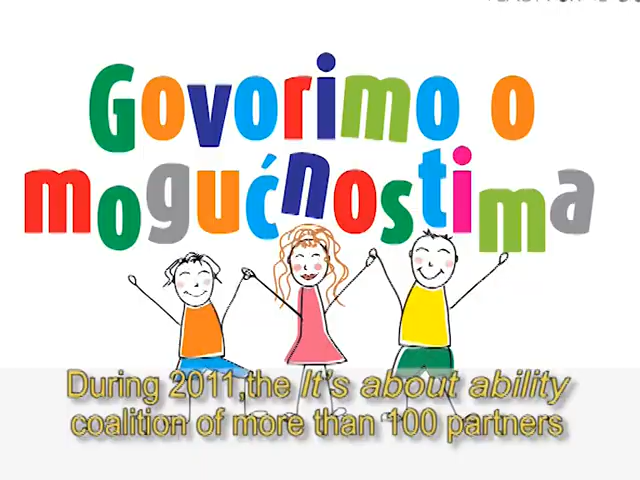 Govorimo o
mogućnostima
During 2011,the It's about ability
coalition of more than 100 partners